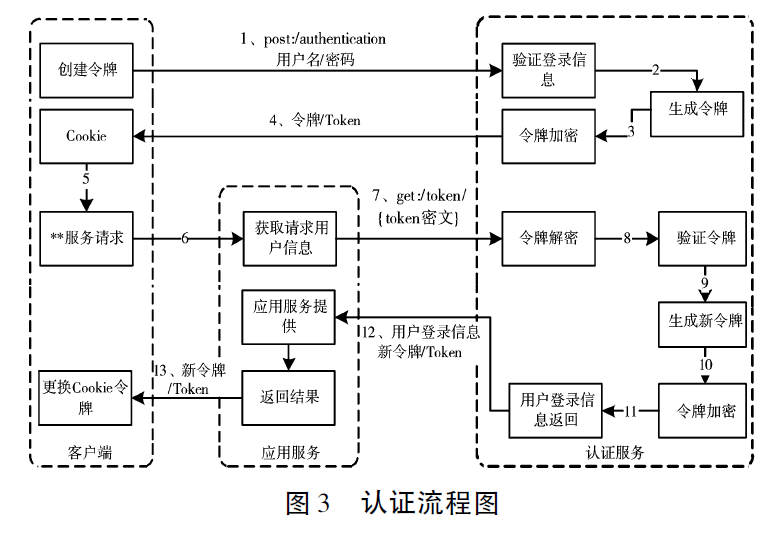 1、post:/authentication
用户名/密码
创建令牌
验证登录信
息
2
生成令牌
4、令牌/Token
Cookie
令牌加密
3
5
7、get:/token/
{token密文}
**服务请求
6
获取请求用
户信息
令牌解密
8
验证令牌
9
应用服务提
供
12、用户登录信息
新令牌/Token
生成新令牌
10
13、新令牌
/Token
更换Cookie令
牌
返回结果
用户登录信
息返回
11
令牌加密
客户端
应用服务
认证服务
图3 认证流程图